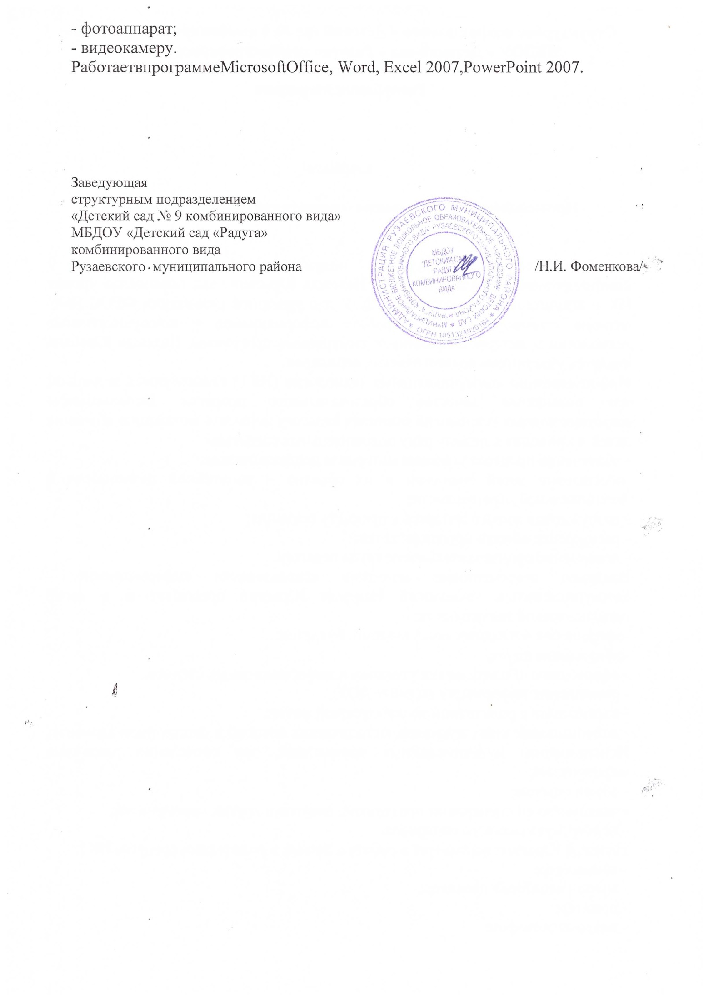 - фотоаппарат;
- видеокамеру.
РаботаетвпрограммеMicrosoftOffice, Word, Excel 2007,PowerPoint 2007.
Заведующая
структурным подразделением
«Детский сад № 9 комбинированного вида»
МБДОУ «Детский сад «Радуга»
комбинированного вида
Рузаевского муниципального района /Н.И. Фоменкова/
* АДМИНИСТРАЦИЯ РУЗАЕВСКОГО МУНИЦИПАЛЬНОГО РАЙОНА *
ОГРН 1051324020164
* МУНИЦИПАЛЬНОЕ БЮДЖЕТНОЕ ДОШКОЛЬНОЕ ОБРАЗОВАТЕЛЬНОЕ УЧРЕЖДЕНИЕ ДЕТСКИЙ САД
* "РАДУГА" КОМБИНИРОВАННОГО ВИДА" РУЗАЕВСКОГО МУНИЦИПАЛЬНОГО РАЙОНА
МБДОУ
"ДЕТСКИЙ САД
РАДУГА
КОМБИНИРОВАННОГО
ВИДА